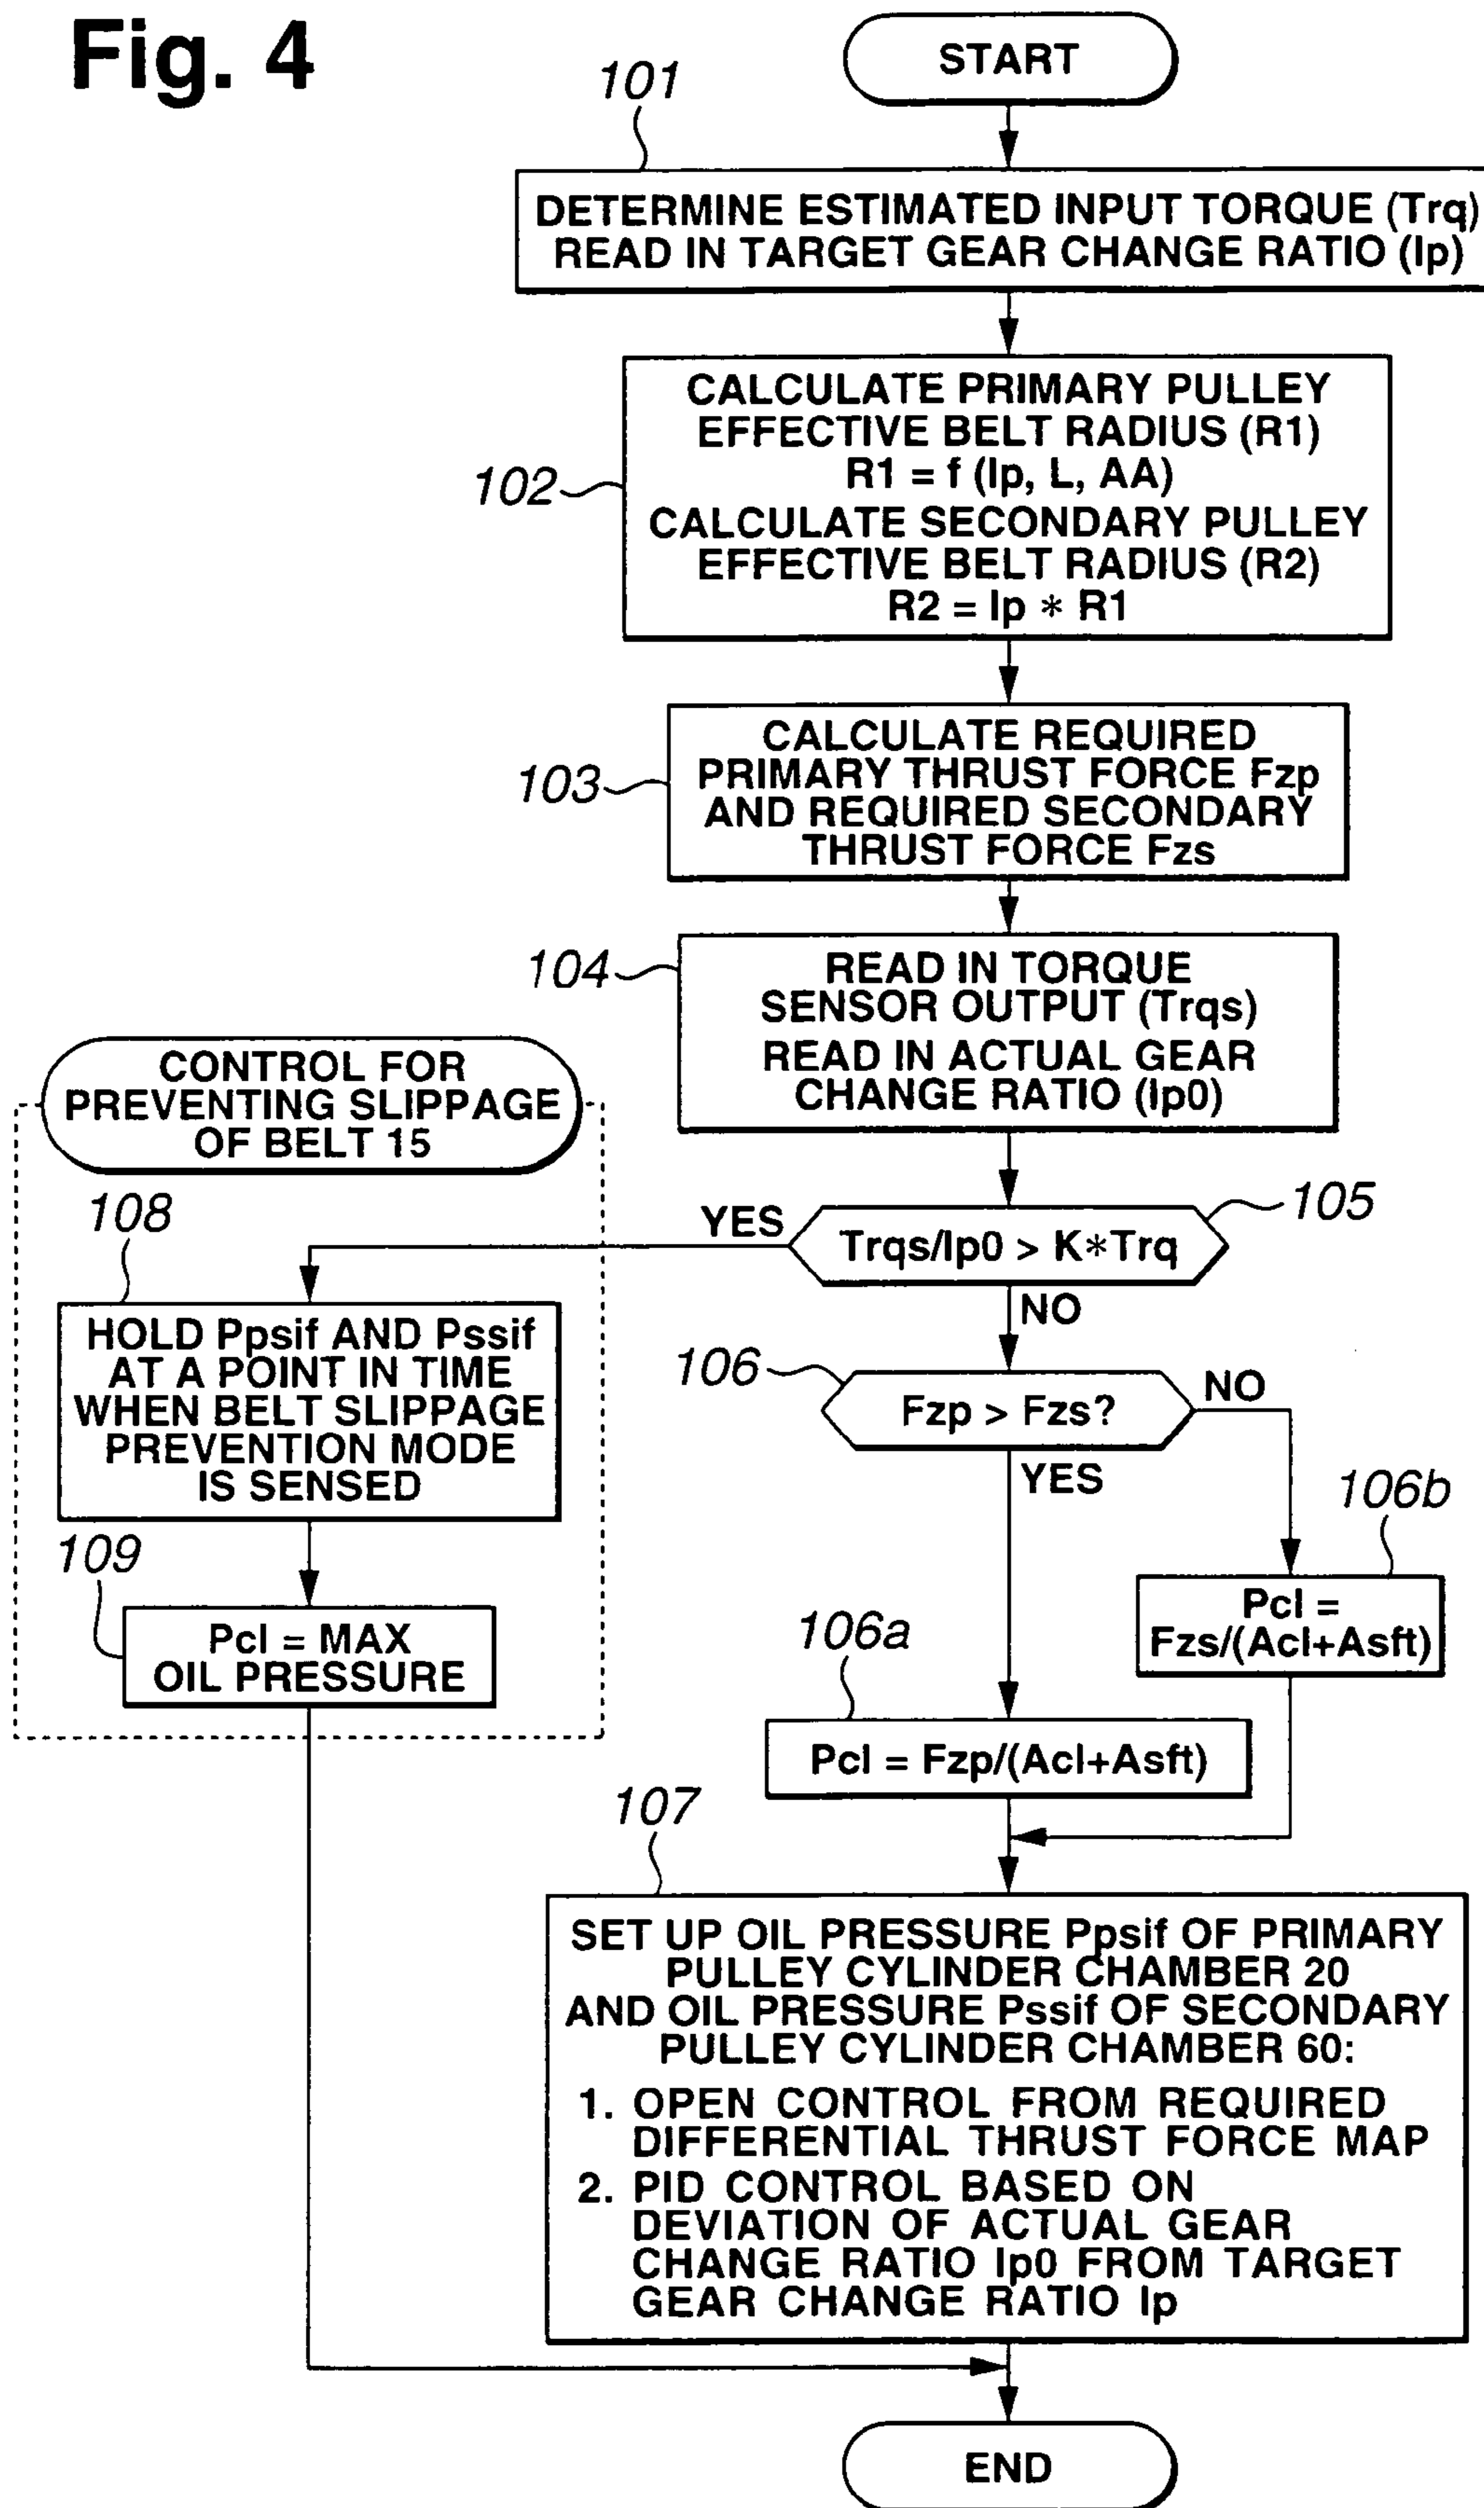 Fig. 4
START
101
DETERMINE ESTIMATED INPUT TORQUE (Trq)
READ IN TARGET GEAR CHANGE RATIO (Ip)
102
CALCULATE PRIMARY PULLEY
EFFECTIVE BELT RADIUS (R1)
R1 = f (Ip, L, AA)
CALCULATE SECONDARY PULLEY
EFFECTIVE BELT RADIUS (R2)
R2 = Ip * R1
103
CALCULATE REQUIRED
PRIMARY THRUST FORCE Fzp
AND REQUIRED SECONDARY
THRUST FORCE Fzs
104
READ IN TORQUE
SENSOR OUTPUT (Trqs)
READ IN ACTUAL GEAR
CHANGE RATIO (Ip0)
CONTROL FOR
PREVENTING SLIPPAGE
OF BELT 15
105
Trqs/Ip0 > K*Trq
YES
NO
108
HOLD Ppsif AND Pssif
AT A POINT IN TIME
WHEN BELT SLIPPAGE
PREVENTION MODE
IS SENSED
106
Fzp > Fzs?
NO
YES
109
Pcl = MAX
OIL PRESSURE
106b
Pcl =
Fzs/(Acl+Asft)
106a
Pcl = Fzp/(Acl+Asft)
107
SET UP OIL PRESSURE Ppsif OF PRIMARY
PULLEY CYLINDER CHAMBER 20
AND OIL PRESSURE Pssif OF SECONDARY
PULLEY CYLINDER CHAMBER 60:
1. OPEN CONTROL FROM REQUIRED
DIFFERENTIAL THRUST FORCE MAP
2. PID CONTROL BASED ON
DEVIATION OF ACTUAL GEAR
CHANGE RATIO Ip0 FROM TARGET
GEAR CHANGE RATIO Ip
END